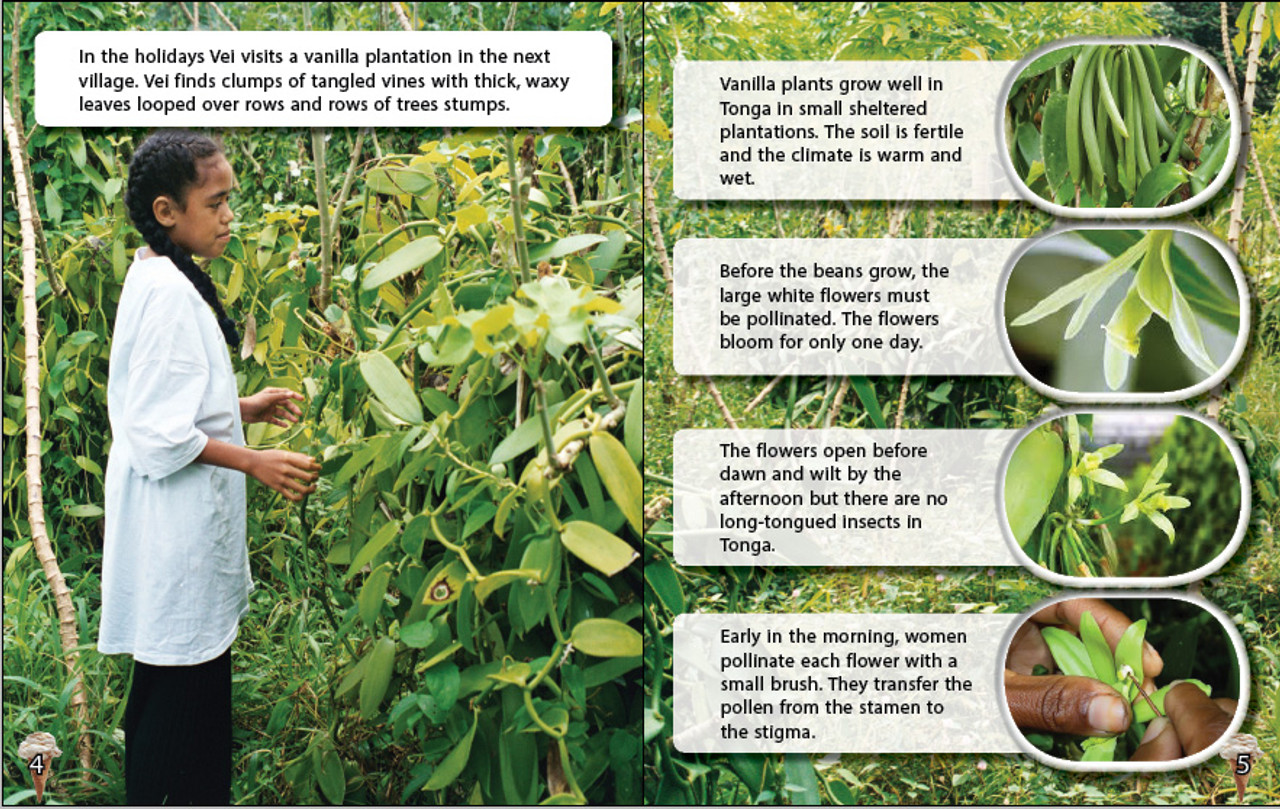 In the holidays Vei visits a vanilla plantation in the next
village. Vei finds clumps of tangled vines with thick, waxy
leaves looped over rows and rows of trees stumps.
4
Vanilla plants grow well in
Tonga in small sheltered
plantations. The soil is fertile
and the climate is warm and
wet.
Before the beans grow, the
large white flowers must
be pollinated. The flowers
bloom for only one day.
The flowers open before
dawn and wilt by the
afternoon but there are no
long-tongued insects in
Tonga.
Early in the morning, women
pollinate each flower with a
small brush. They transfer the
pollen from the stamen to
the stigma.
5